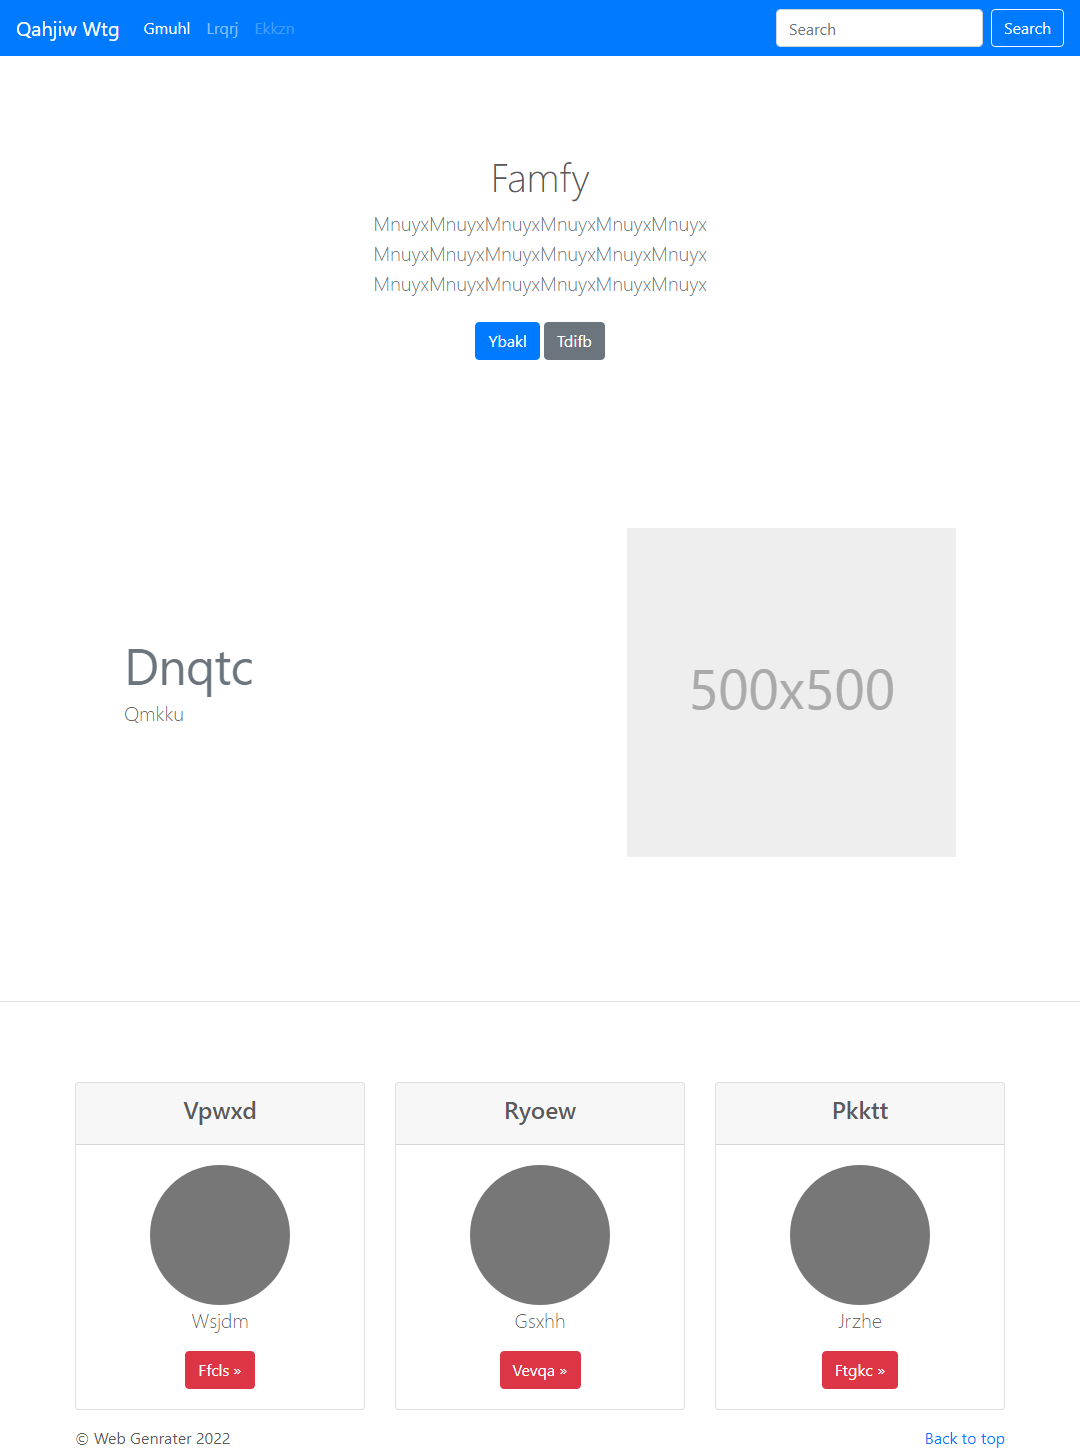 Qahjiw Wtg Gmuhl Lrqrj Ekkzn Search Search
Famfy
MnuyxMnuyxMnuyxMnuyxMnuyxMnuyx
MnuyxMnuyxMnuyxMnuyxMnuyxMnuyx
MnuyxMnuyxMnuyxMnuyxMnuyxMnuyx
Ybakl Tdifb
Dnqtc
Qmkku
500x500
Vpwxd Ryoew Pkktt
Wsjdm Gsxhh Jrzhe
Ffcls » Vevqa » Ftgkc »
© Web Genrater 2022 Back to top